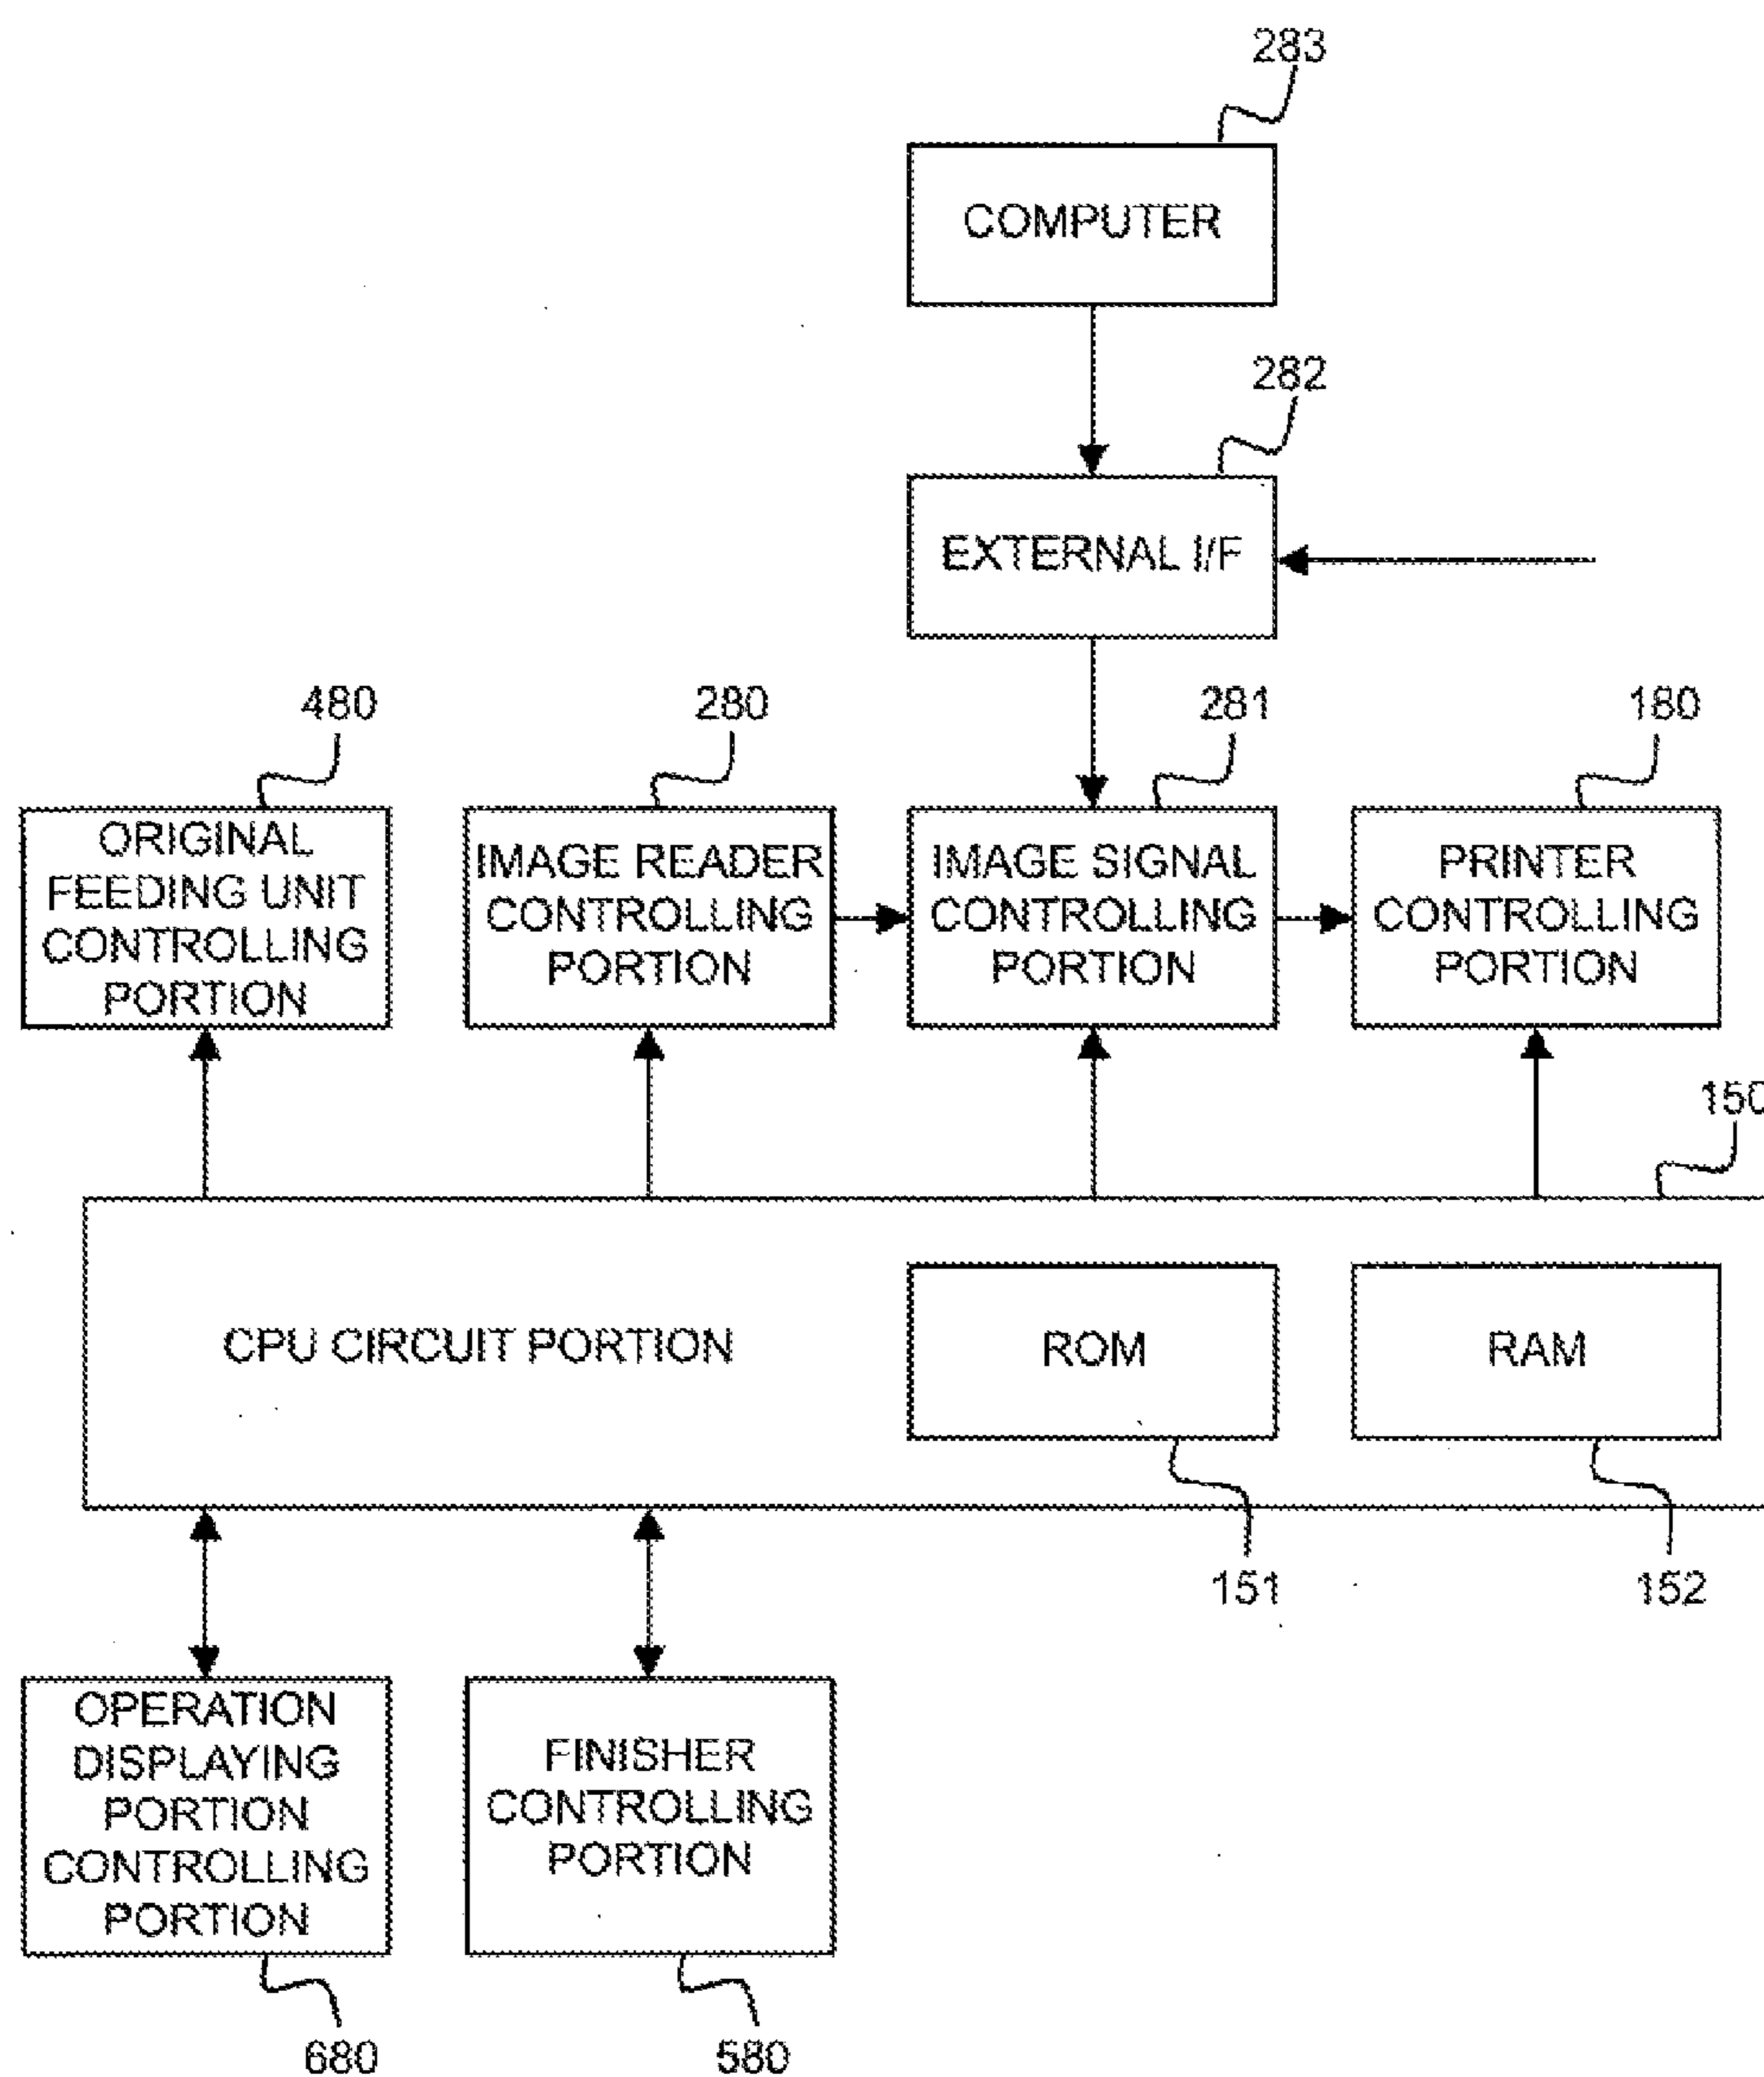 283
COMPUTER
282
EXTERNAL I/F
480
280
281
180
ORIGINAL
FEEDING UNIT
CONTROLLING
PORTION
IMAGE READER
CONTROLLING
PORTION
IMAGE SIGNAL
CONTROLLING
PORTION
PRINTER
CONTROLLING
PORTION
150
CPU CIRCUIT PORTION
ROM
RAM
151
152
OPERATION
DISPLAYING
PORTION
CONTROLLING
PORTION
FINISHER
CONTROLLING
PORTION
680
580